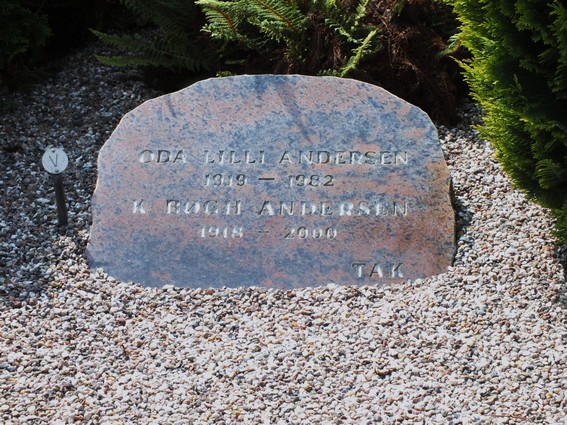 ODA LILLI ANDERSEN
1919 – 1982
K BØGH ANDERSEN
1918 – 2000
TAK
V